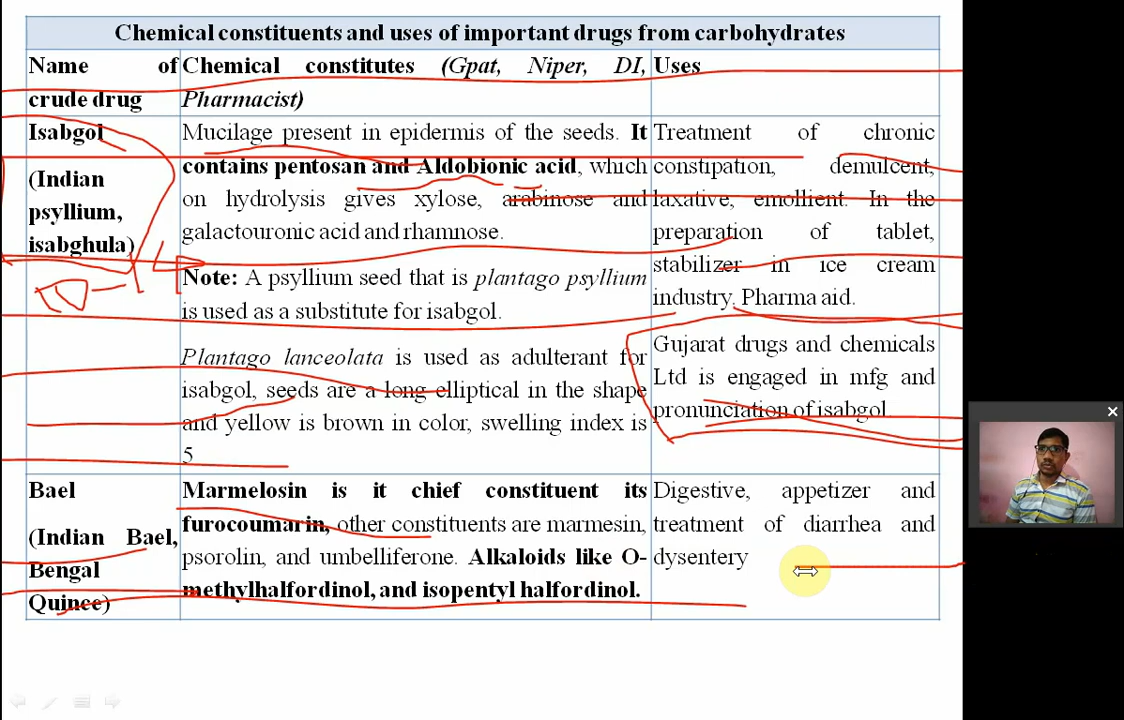 Chemical constituents and uses of important drugs from carbohydrates
Name of
crude drug
Chemical constitutes (Gpat, Niper, DI,
Pharmacist)
Uses
Isabgol
(Indian
psyllium,
isabghula)
Mucilage present in epidermis of the seeds. It
contains pentosan and Aldobionic acid, which
on hydrolysis gives xylose, arabinose and
galactouronic acid and rhamnose.
Note: A psyllium seed that is plantago psyllium
is used as a substitute for isabgol.
Plantago lanceolata is used as adulterant for
isabgol, seeds are a long elliptical in the shape
and yellow is brown in color, swelling index is
5
Treatment of chronic
constipation, demulcent,
laxative, emollient. In the
preparation of tablet,
stabilizer in ice cream
industry, Pharma aid.
Gujarat drugs and chemicals
Ltd is engaged in mfg and
pronunciation of isabgol.
Bael
(Indian Bael,
Bengal
Quince)
Marmelosin is it chief constituent its
furocoumarin, other constituents are marmesin,
psorolin, and umbelliferone. Alkaloids like O-
methylhalfordinol, and isopentyl halfordinol.
Digestive, appetizer and
treatment of diarrhea and
dysentery